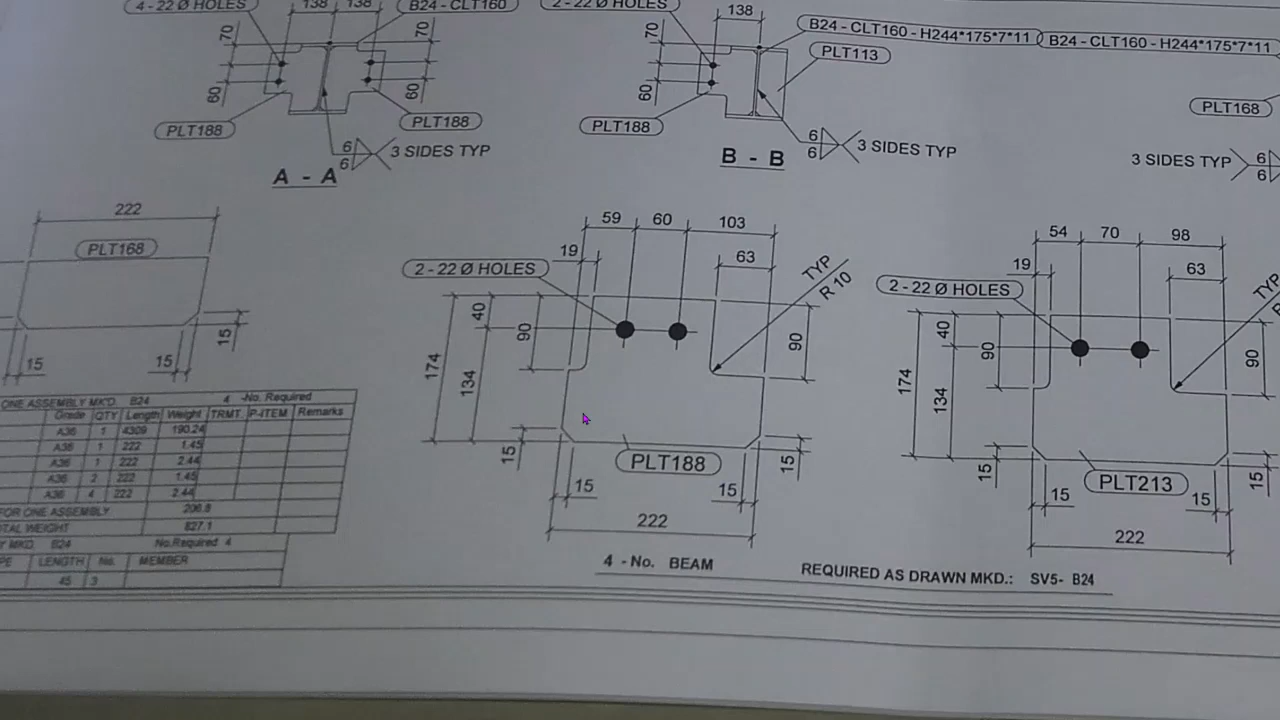 4 - 22 Ø HOLES
138 138
B24 - CLT160
70
60
70
60
PLT188
PLT188
6
6
3 SIDES TYP
A - A
2 - 22 Ø HOLES
138
B24 - CLT160 - H244*175*7*11
B24 - CLT160 - H244*175*7*11
PLT113
70
60
PLT188
6
6
3 SIDES TYP
B - B
PLT168
3 SIDES TYP
6
6
222
PLT168
15
15
15
59 60 103
19
63
2 - 22 Ø HOLES
TYP
R 10
40
90
174
134
90
15
15
PLT188
15
15
222
54 70 98
19
63
2 - 22 Ø HOLES
TYP
40
90
174
134
90
15
15
PLT213
15
15
222
ONE ASSEMBLY MK'D. B24 4 -No. Required
Grade QTY Length Weight TRMT. P-ITEM Remarks
A36 1 4309 190.24
A36 1 222 1.45
A36 1 222 2.44
A36 2 222 1.45
A36 4 222 2.44
FOR ONE ASSEMBLY 206.8
TOTAL WEIGHT 827.1
MKD. B24 No.Required 4
PE LENGTH No. MEMBER
45 3
4 - No. BEAM REQUIRED AS DRAWN MKD.: SV5- B24